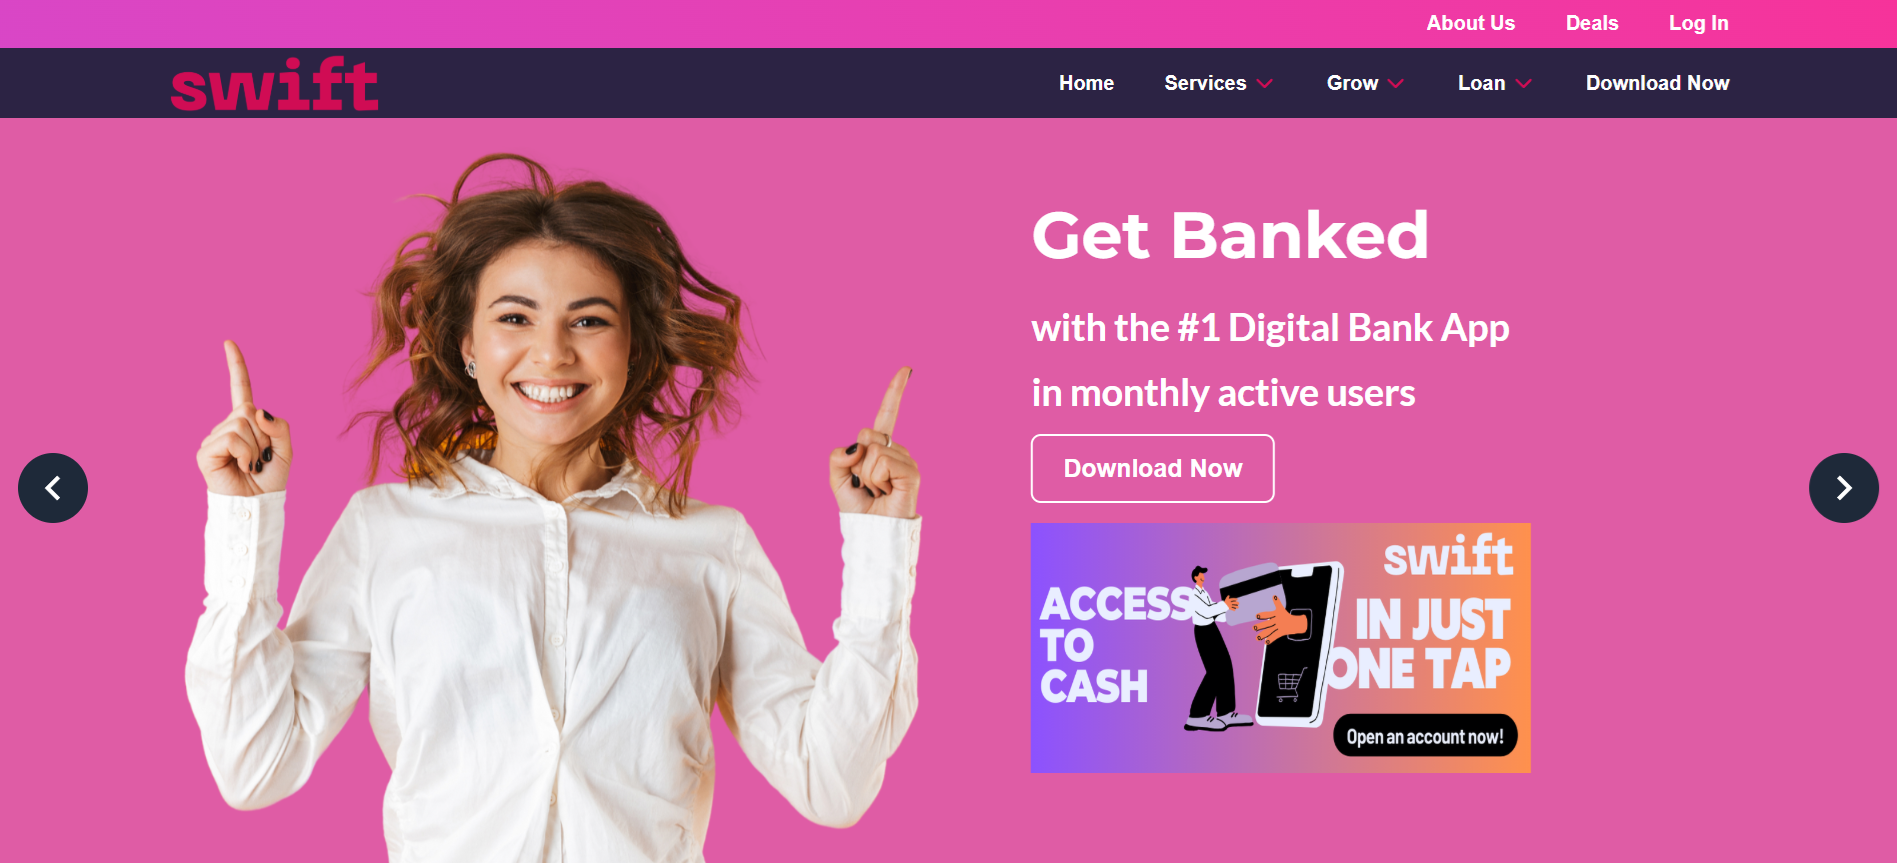 About Us Deals Log In
swift
Home Services Grow Loan Download Now
Get Banked
with the #1 Digital Bank App
in monthly active users
Download Now
swift
ACCESS
TO
CASH
IN JUST
ONE TAP
Open an account now!